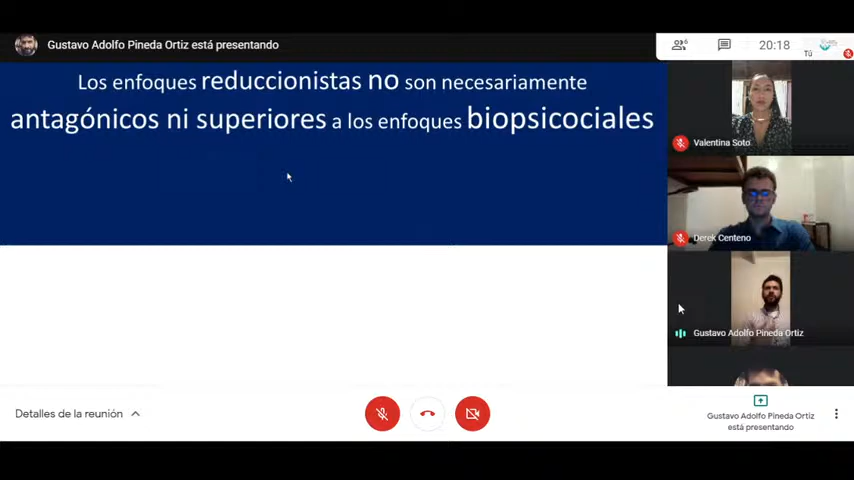 Gustavo Adolfo Pineda Ortiz está presentando
6
20:18
Tú
Los enfoques reduccionistas no son necesariamente
antagónicos ni superiores a los enfoques biopsicociales
Valentina Soto
Derek Centeno
Gustavo Adolfo Pineda Ortiz
Detalles de la reunión
Gustavo Adolfo Pineda Ortiz
está presentando